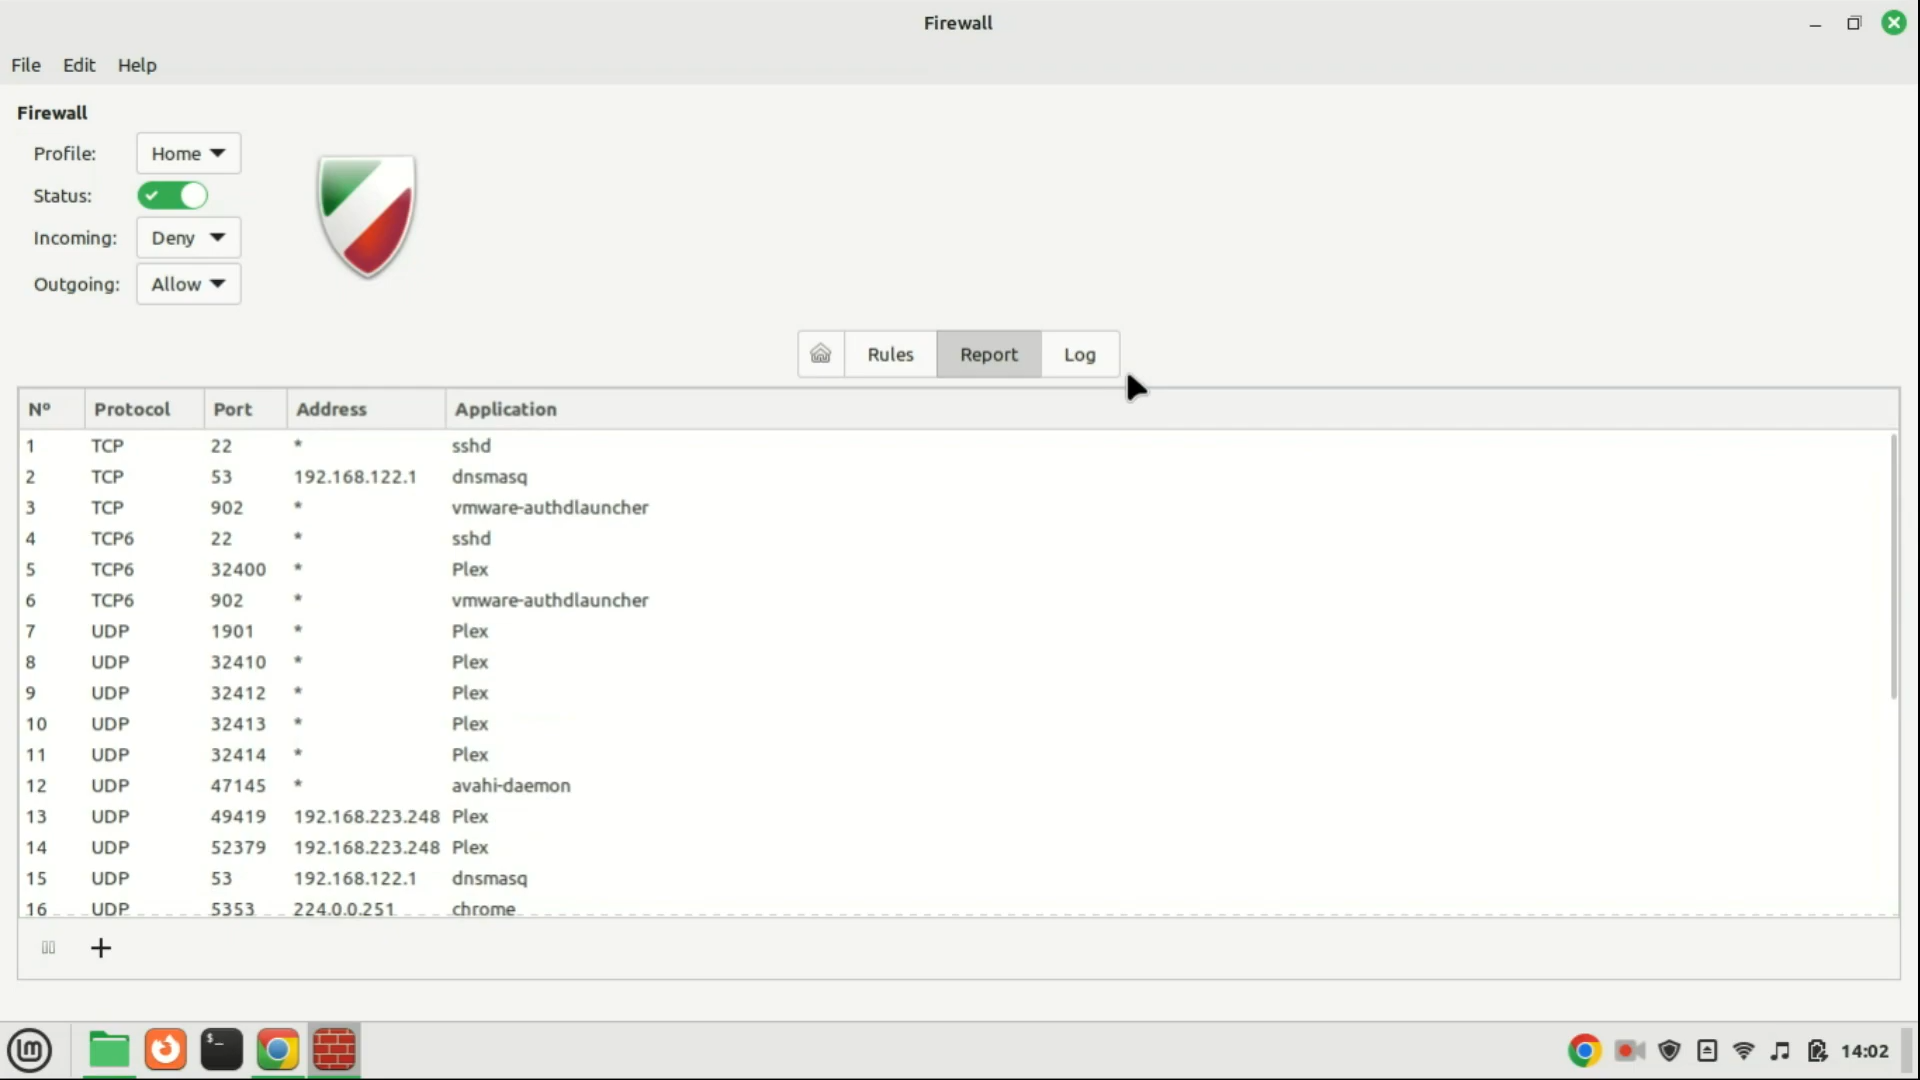 Firewall
File Edit Help
Firewall
Profile: Home
Status:
Incoming: Deny
Outgoing: Allow
Rules Report Log
Nº Protocol Port Address Application
1 TCP 22 * sshd
2 TCP 53 192.168.122.1 dnsmasq
3 TCP 902 * vmware-authdlauncher
4 TCP6 22 * sshd
5 TCP6 32400 * Plex
6 TCP6 902 * vmware-authdlauncher
7 UDP 1901 * Plex
8 UDP 32410 * Plex
9 UDP 32412 * Plex
10 UDP 32413 * Plex
11 UDP 32414 * Plex
12 UDP 47145 * avahi-daemon
13 UDP 49419 192.168.223.248 Plex
14 UDP 52379 192.168.223.248 Plex
15 UDP 53 192.168.122.1 dnsmasq
16 UDP 5353 224.0.0.251 chrome
$_
14:02